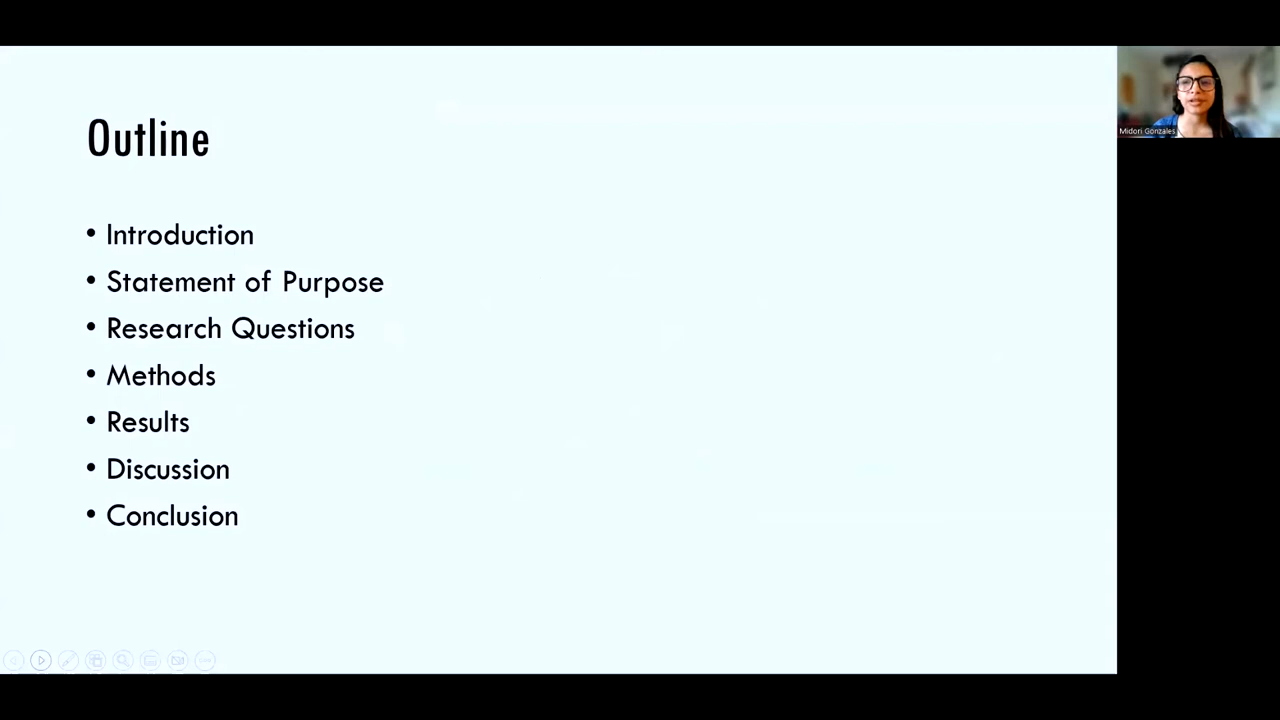 Outline
• Introduction
• Statement of Purpose
• Research Questions
• Methods
• Results
• Discussion
• Conclusion
Midori Gonzales